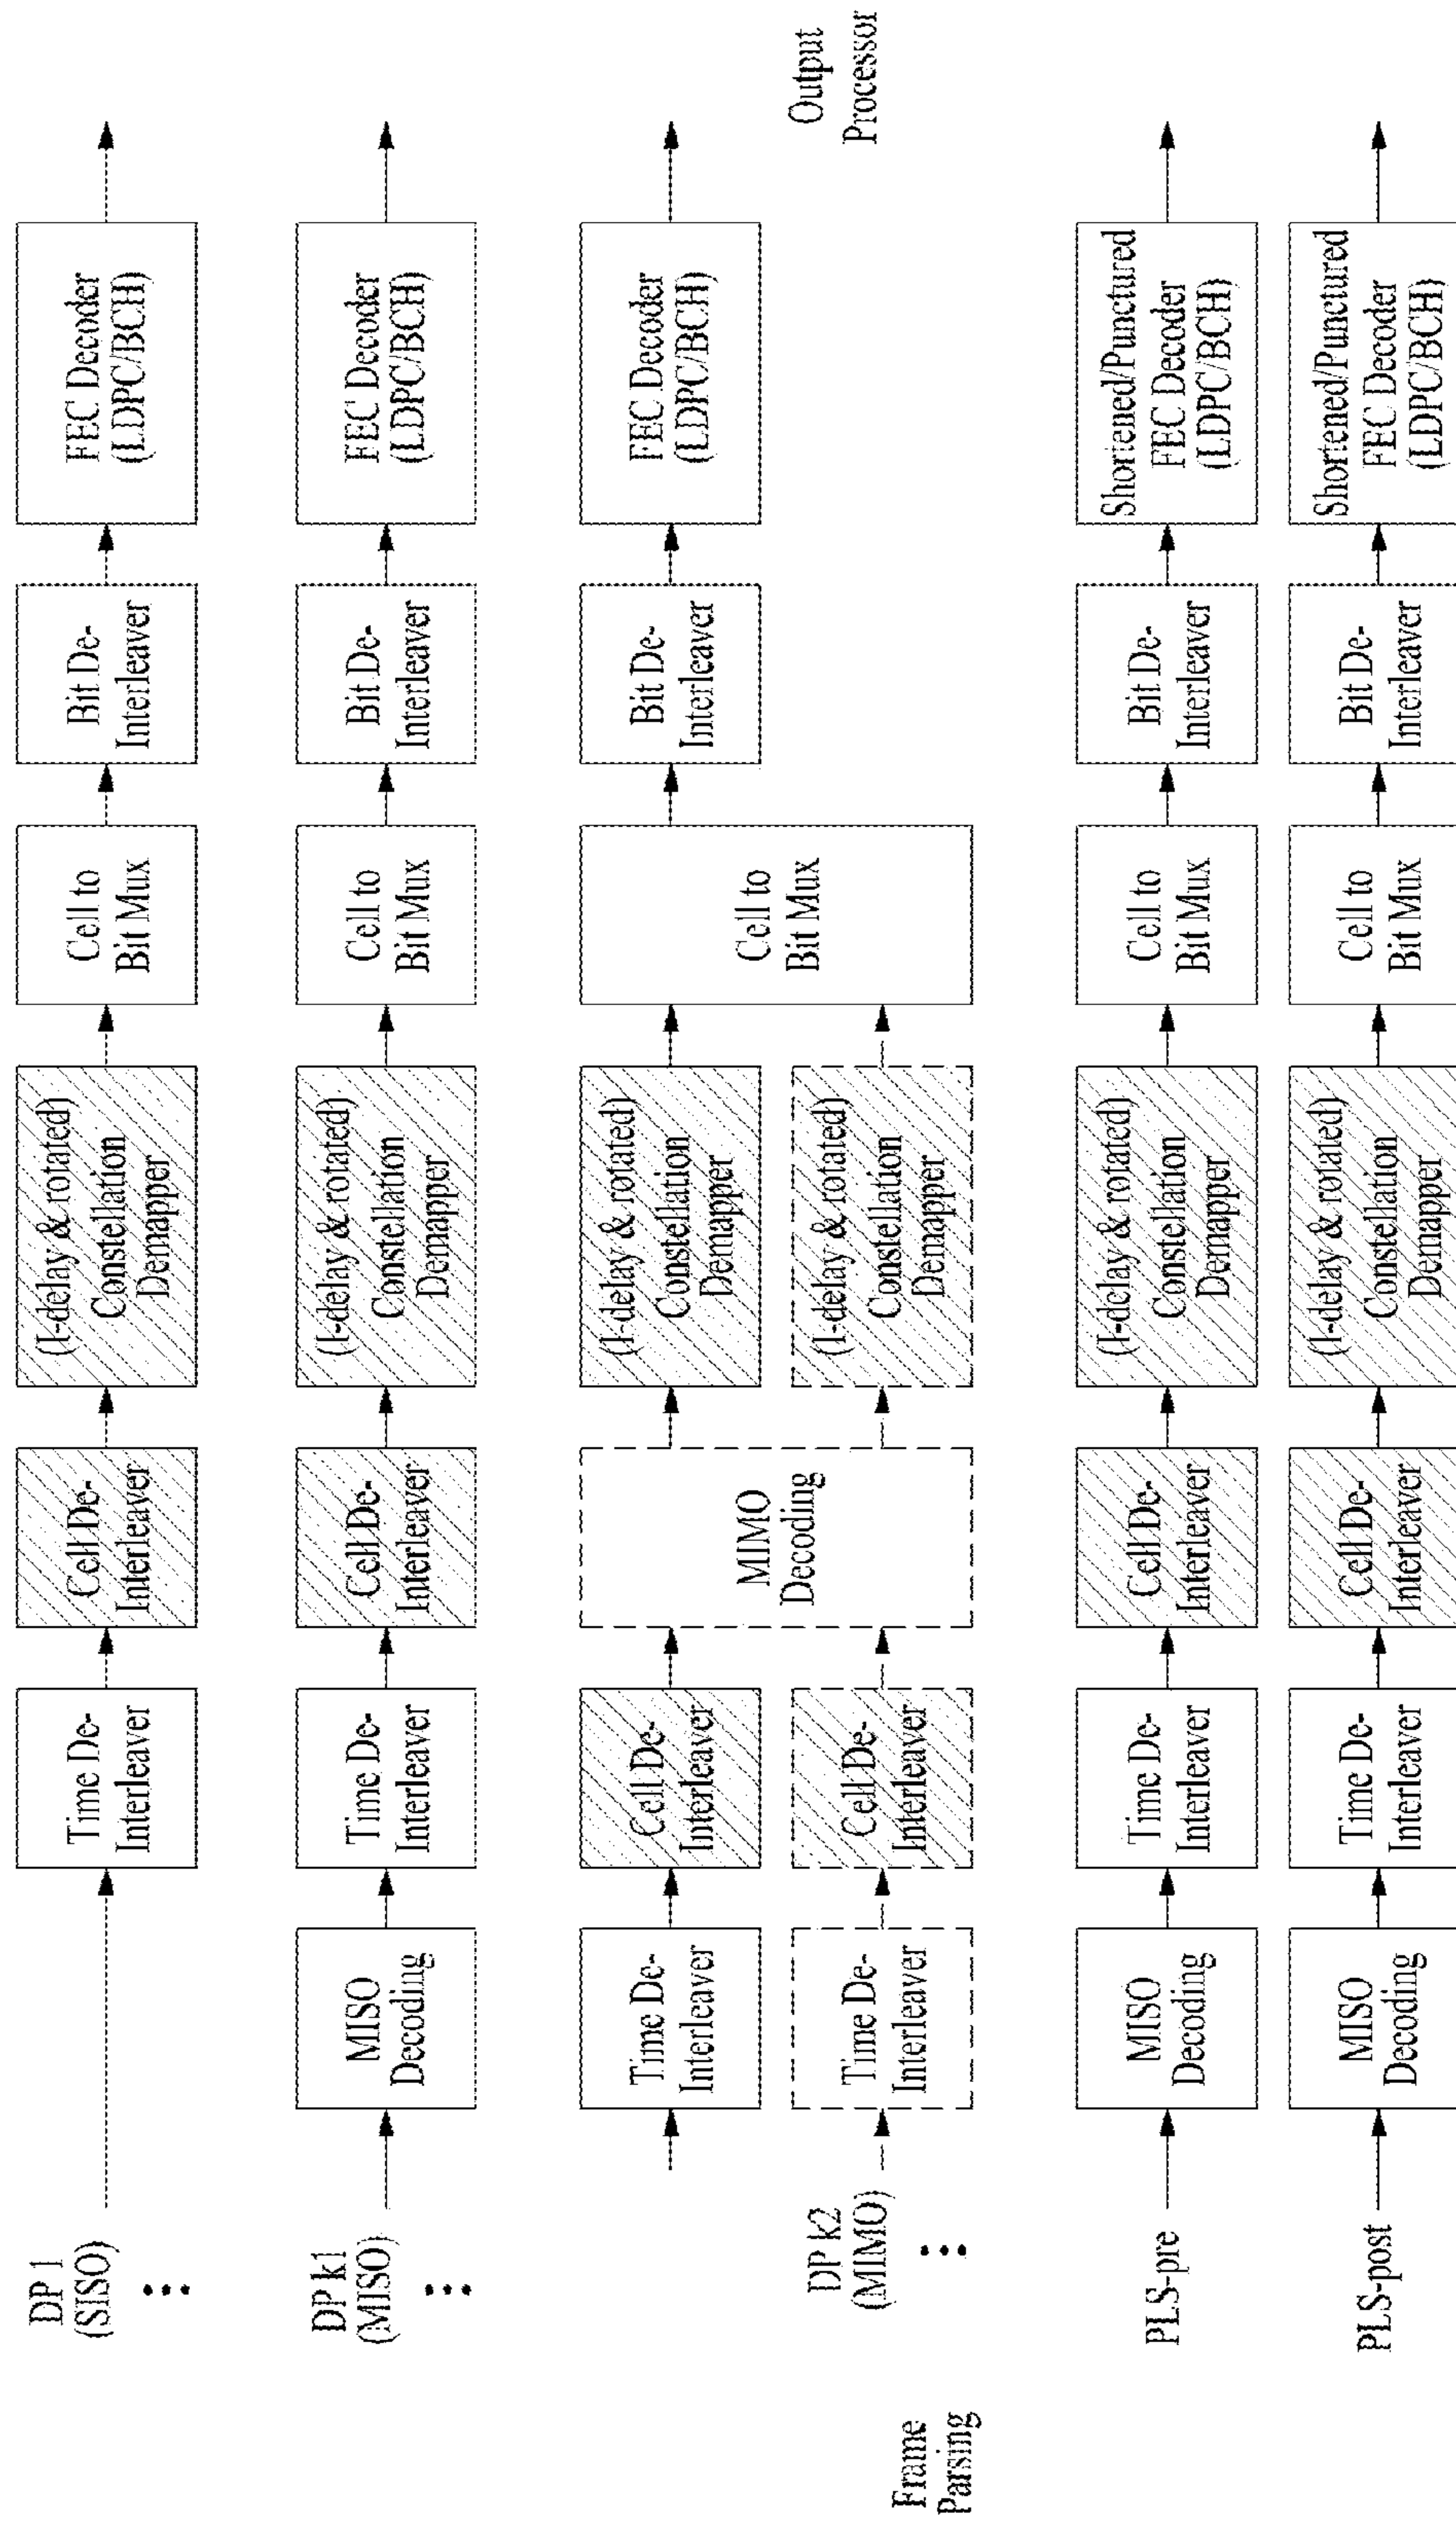 Frame
Parsing
DP 1
(SISO)
Time De-
Interleaver
Cell De-
Interleaver
(I-delay & rotated)
Constellation
Demapper
Cell to
Bit Mux
Bit De-
Interleaver
FEC Decoder
(LDPC/BCH)
DP k1
(MISO)
MISO
Decoding
Time De-
Interleaver
Cell De-
Interleaver
(I-delay & rotated)
Constellation
Demapper
Cell to
Bit Mux
Bit De-
Interleaver
FEC Decoder
(LDPC/BCH)
DP k2
(MIMO)
Time De-
Interleaver
Cell De-
Interleaver
Time De-
Interleaver
Cell De-
Interleaver
MIMO
Decoding
(I-delay & rotated)
Constellation
Demapper
(I-delay & rotated)
Constellation
Demapper
Cell to
Bit Mux
Bit De-
Interleaver
FEC Decoder
(LDPC/BCH)
Output
Processor
PLS-pre
MISO
Decoding
Time De-
Interleaver
Cell De-
Interleaver
(I-delay & rotated)
Constellation
Demapper
Cell to
Bit Mux
Bit De-
Interleaver
Shortened/Punctured
FEC Decoder
(LDPC/BCH)
PLS-post
MISO
Decoding
Time De-
Interleaver
Cell De-
Interleaver
(I-delay & rotated)
Constellation
Demapper
Cell to
Bit Mux
Bit De-
Interleaver
Shortened/Punctured
FEC Decoder
(LDPC/BCH)